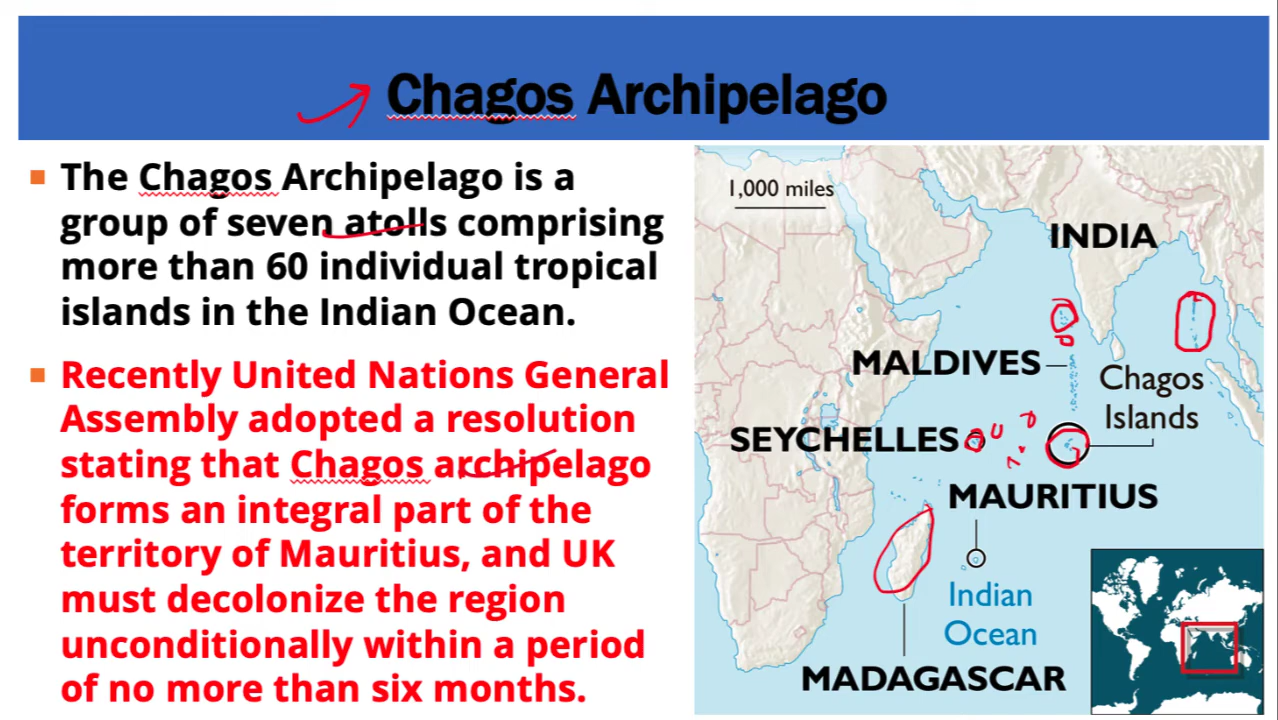 Chagos Archipelago
The Chagos Archipelago is a
group of seven atolls comprising
more than 60 individual tropical
islands in the Indian Ocean.
Recently United Nations General
Assembly adopted a resolution
stating that Chagos archipelago
forms an integral part of the
territory of Mauritius, and UK
must decolonize the region
unconditionally within a period
of no more than six months.
1,000 miles
INDIA
MALDIVES
Chagos
Islands
SEYCHELLES
MAURITIUS
Indian
Ocean
MADAGASCAR